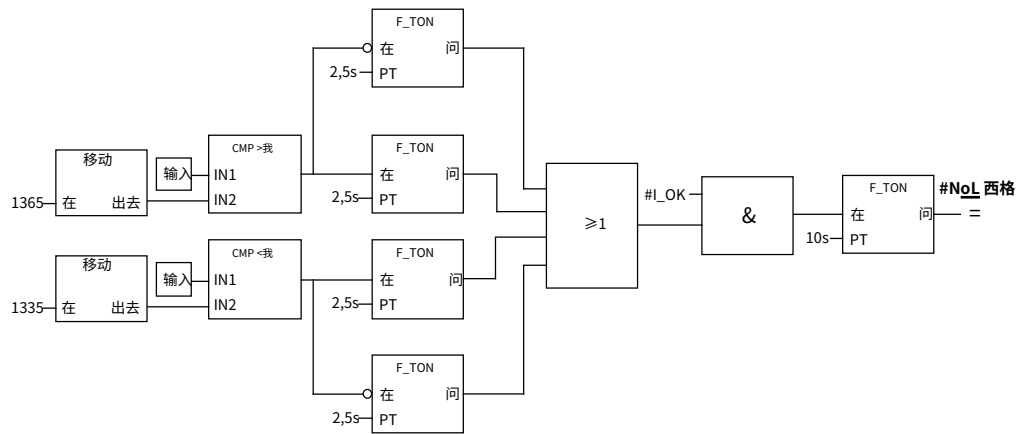 F_TON
在 问
2,5s PT
移动
1365 在 出去
输入
CMP >我
IN1
IN2
F_TON
在 问
2,5s PT
移动
1335 在 出去
输入
CMP <我
IN1
IN2
F_TON
在 问
2,5s PT
F_TON
在 问
2,5s PT
≥1
#I_OK
&
F_TON
在 问
10s PT
#NoL 西格
=